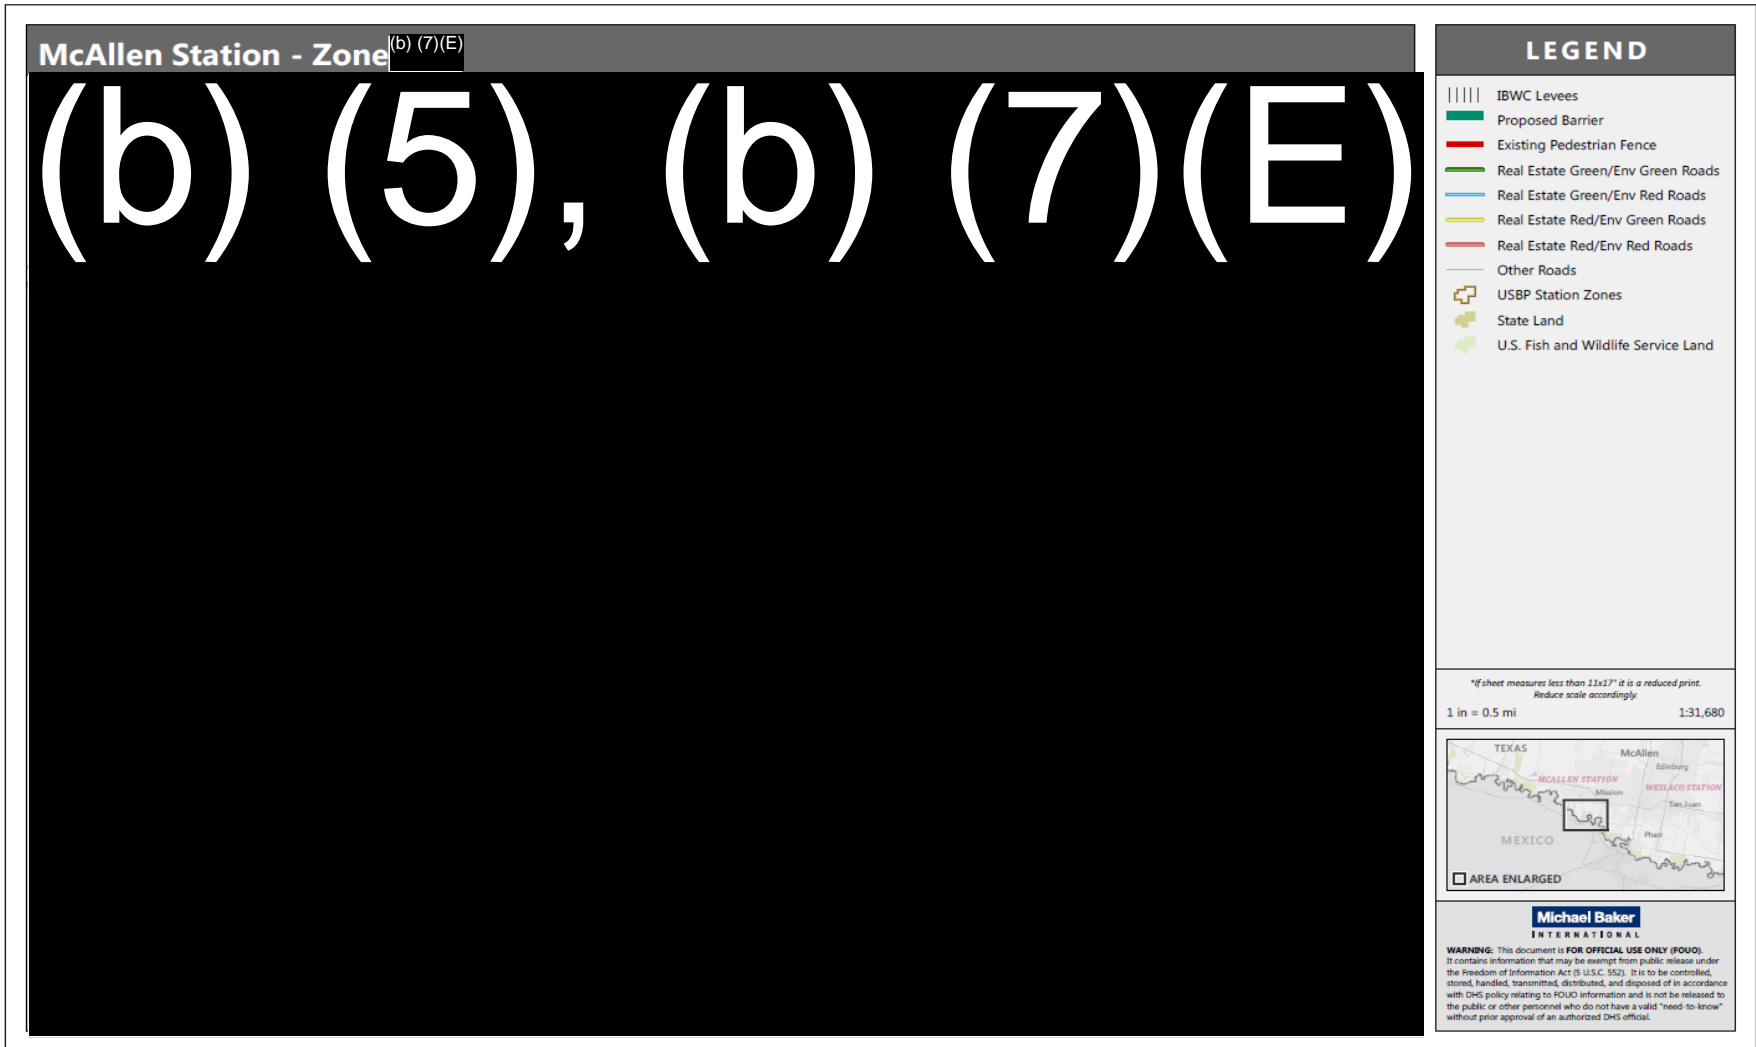 McAllen Station - Zone (b) (7)(E)
(b) (5), (b) (7)(E)
LEGEND
IBWC Levees
Proposed Barrier
Existing Pedestrian Fence
Real Estate Green/Env Green Roads
Real Estate Green/Env Red Roads
Real Estate Red/Env Green Roads
Real Estate Red/Env Red Roads
Other Roads
USBP Station Zones
State Land
U.S. Fish and Wildlife Service Land
*If sheet measures less than 11x17" it is a reduced print.
Reduce scale accordingly.
1 in = 0.5 mi 1:31,680
TEXAS
McAllen
Edinburg
MCALLEN STATION
WESLACO STATION
Mission
San Juan
Pharr
MEXICO
AREA ENLARGED
Michael Baker
INTERNATIONAL
WARNING: This document is FOR OFFICIAL USE ONLY (FOUO).
It contains information that may be exempt from public release under
the Freedom of Information Act (5 U.S.C. 552). It is to be controlled,
stored, handled, transmitted, distributed, and disposed of in accordance
with DHS policy relating to FOUO information and is not be released to
the public or other personnel who do not have a valid "need-to-know"
without prior approval of an authorized DHS official.